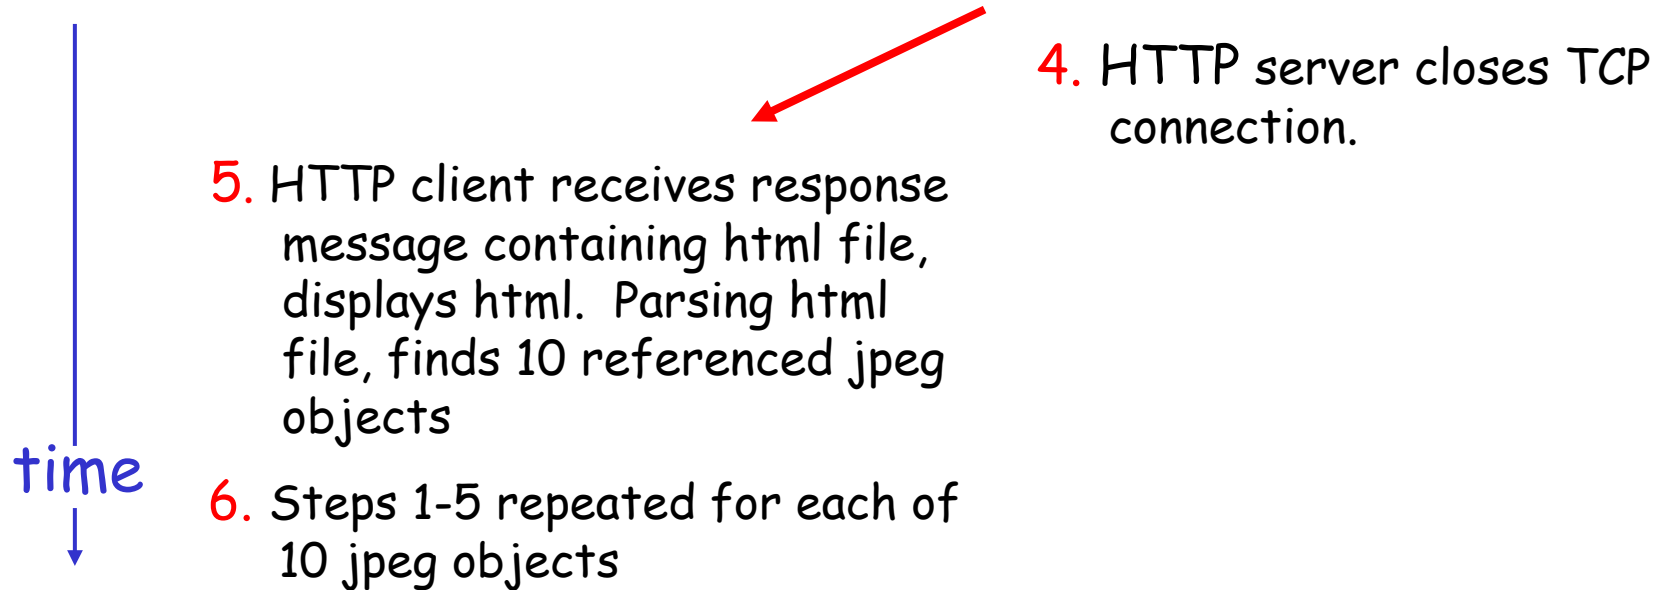 4. HTTP server closes TCP
connection.
5. HTTP client receives response
message containing html file,
displays html.  Parsing html
file, finds 10 referenced jpeg
objects
time
6. Steps 1-5 repeated for each of
10 jpeg objects